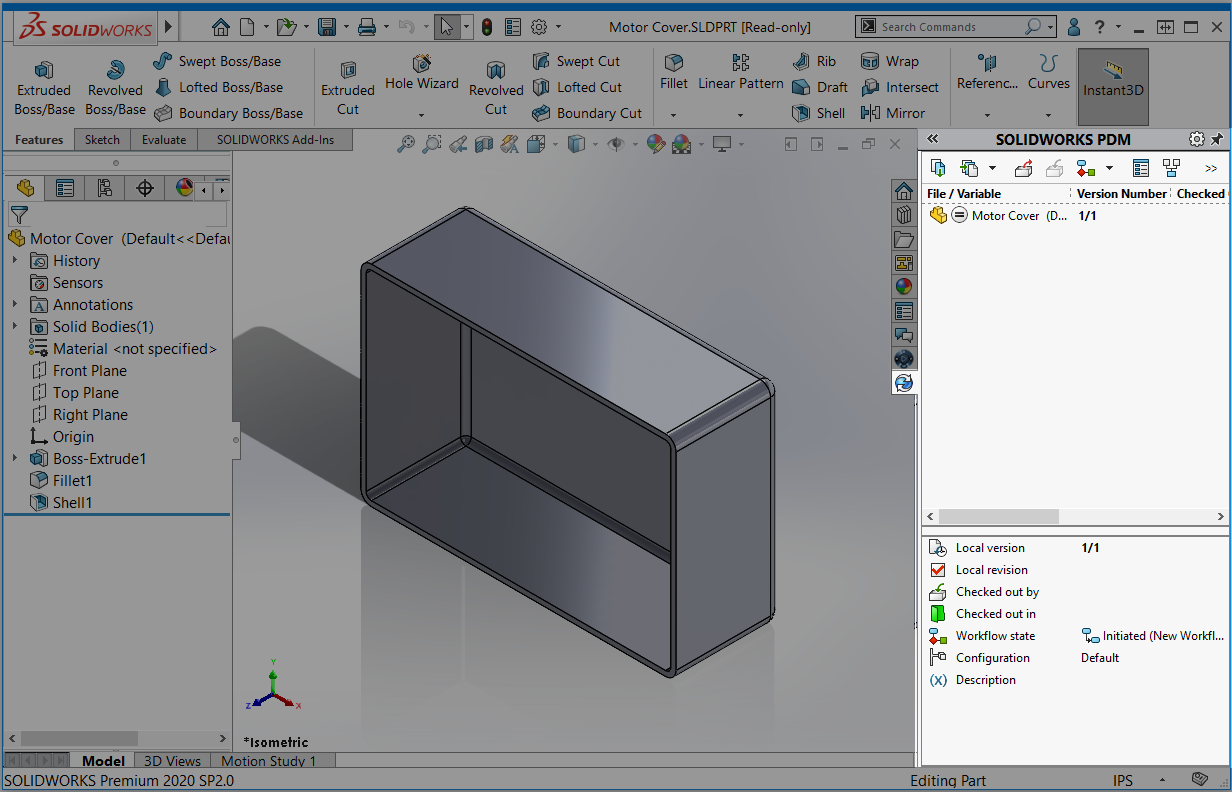 SOLIDWORKS
Motor Cover.SLDPRT [Read-only]
Search Commands
?
Extruded Boss/Base
Revolved Boss/Base
Swept Boss/Base
Lofted Boss/Base
Boundary Boss/Base
Extruded Cut
Hole Wizard
Revolved Cut
Swept Cut
Lofted Cut
Boundary Cut
Fillet
Linear Pattern
Rib
Draft
Shell
Wrap
Intersect
Mirror
Referenc...
Curves
Instant3D
Features
Sketch
Evaluate
SOLIDWORKS Add-Ins
Motor Cover (Default<<Defau
History
Sensors
Annotations
Solid Bodies(1)
Material <not specified>
Front Plane
Top Plane
Right Plane
Origin
Boss-Extrude1
Fillet1
Shell1
Y
Z
X
*Isometric
SOLIDWORKS PDM
>>
File / Variable
Version Number
Checked
Motor Cover (D...
1/1
Local version
1/1
Local revision
Checked out by
Checked out in
Workflow state
Initiated (New Workfl...
Configuration
Default
(x)
Description
Model
3D Views
Motion Study 1
SOLIDWORKS Premium 2020 SP2.0
Editing Part
IPS